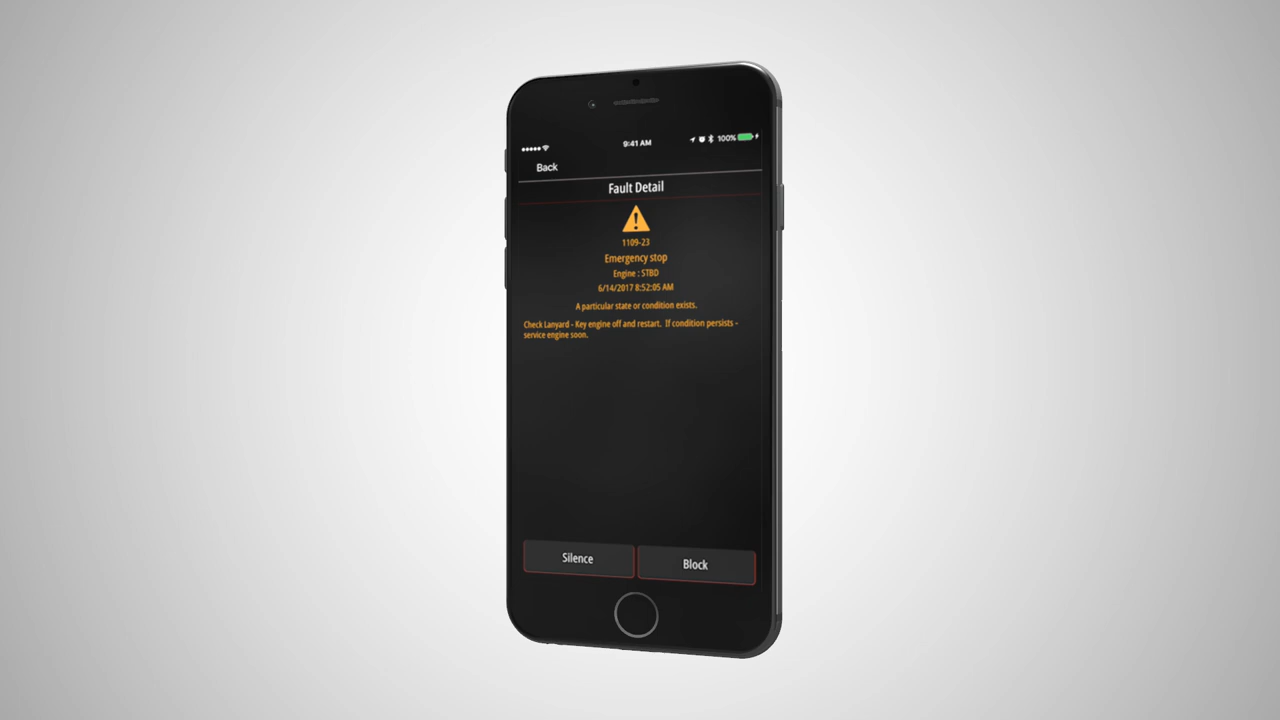 9:41 AM
100%
Back
Fault Detail
1109-23
Emergency stop
Engine : STBD
6/14/2017 8:52:05 AM
A particular state or condition exists.
Check Lanyard - Key engine off and restart. If condition persists -
service engine soon.
Silence
Block